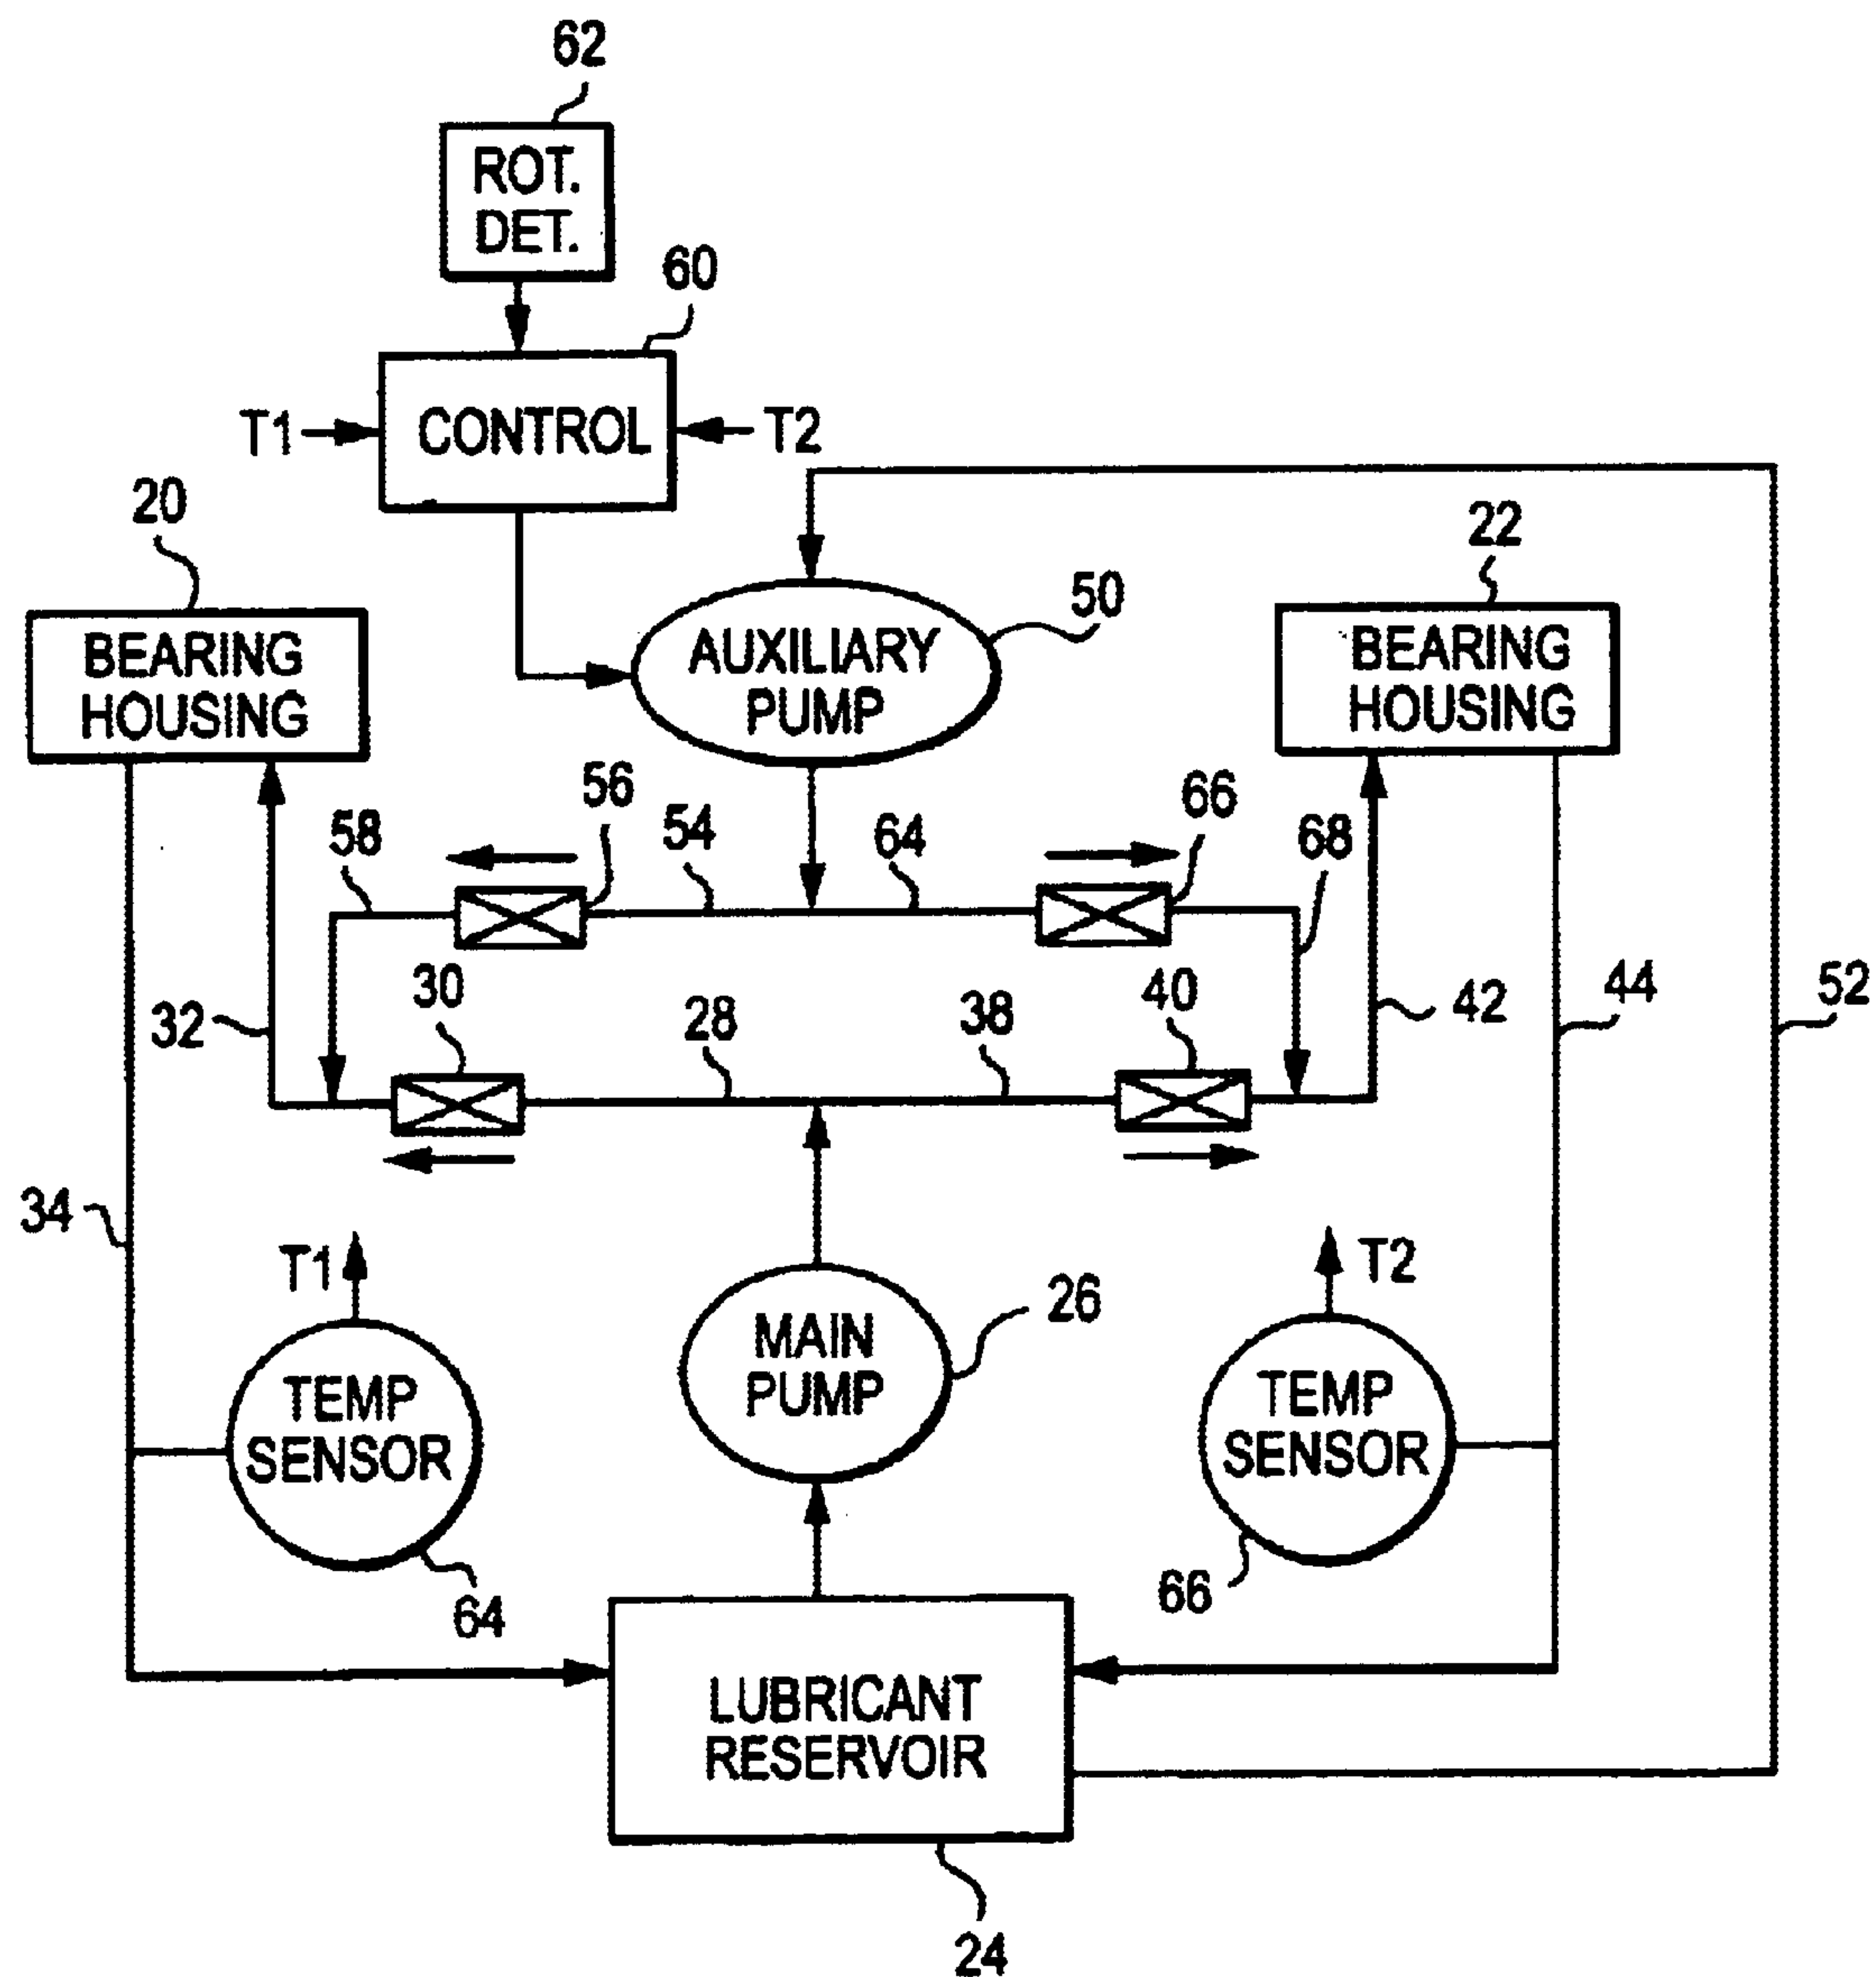 62
ROT.
DET.
60
T1
CONTROL
T2
20
22
50
BEARING
HOUSING
AUXILIARY
PUMP
BEARING
HOUSING
56
66
58
54
64
68
30
40
32
28
38
42
44
52
34
T1
T2
26
MAIN
PUMP
TEMP
SENSOR
TEMP
SENSOR
64
66
LUBRICANT
RESERVOIR
24